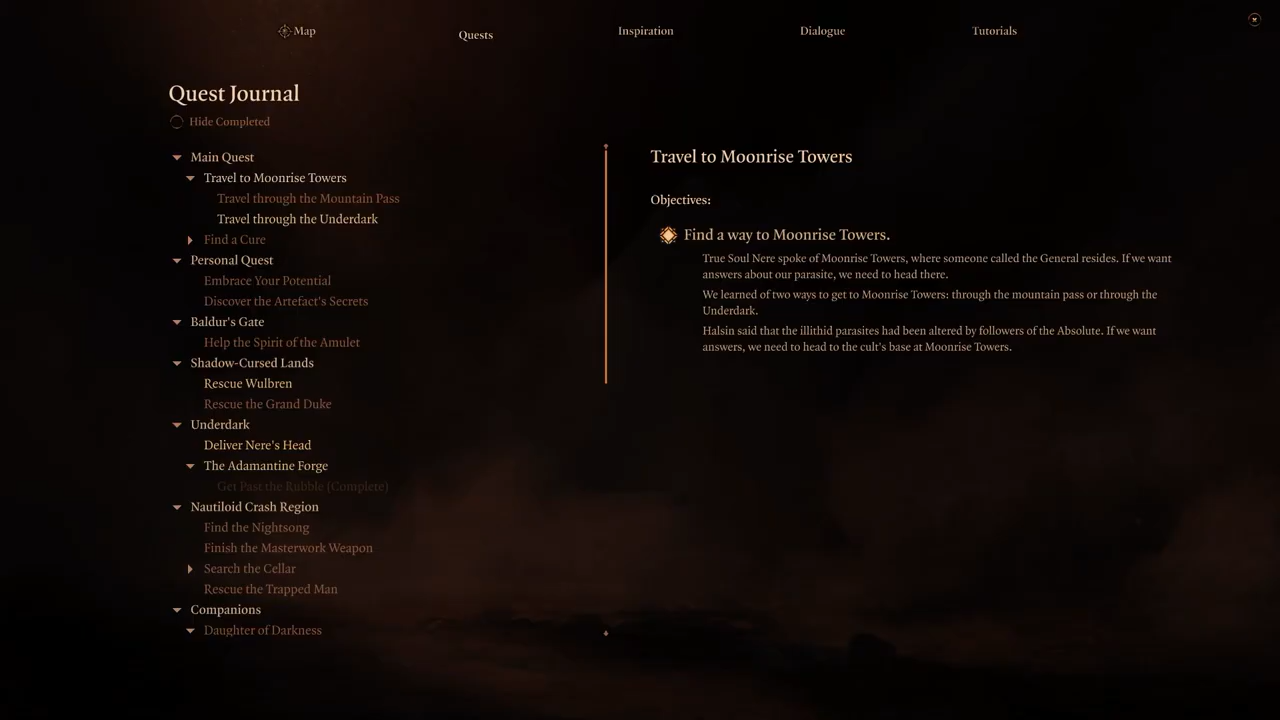 Map
Quests
Inspiration
Dialogue
Tutorials
Quest Journal
Hide Completed
Main Quest
Travel to Moonrise Towers
Travel through the Mountain Pass
Travel through the Underdark
Find a Cure
Personal Quest
Embrace Your Potential
Discover the Artefact's Secrets
Baldur's Gate
Help the Spirit of the Amulet
Shadow-Cursed Lands
Rescue Wulbren
Rescue the Grand Duke
Underdark
Deliver Nere's Head
The Adamantine Forge
Get Past the Rubble (Complete)
Nautiloid Crash Region
Find the Nightsong
Finish the Masterwork Weapon
Search the Cellar
Rescue the Trapped Man
Companions
Daughter of Darkness
Travel to Moonrise Towers
Objectives:
Find a way to Moonrise Towers.
True Soul Nere spoke of Moonrise Towers, where someone called the General resides. If we want
answers about our parasite, we need to head there.
We learned of two ways to get to Moonrise Towers: through the mountain pass or through the
Underdark.
Halsin said that the illithid parasites had been altered by followers of the Absolute. If we want
answers, we need to head to the cult's base at Moonrise Towers.